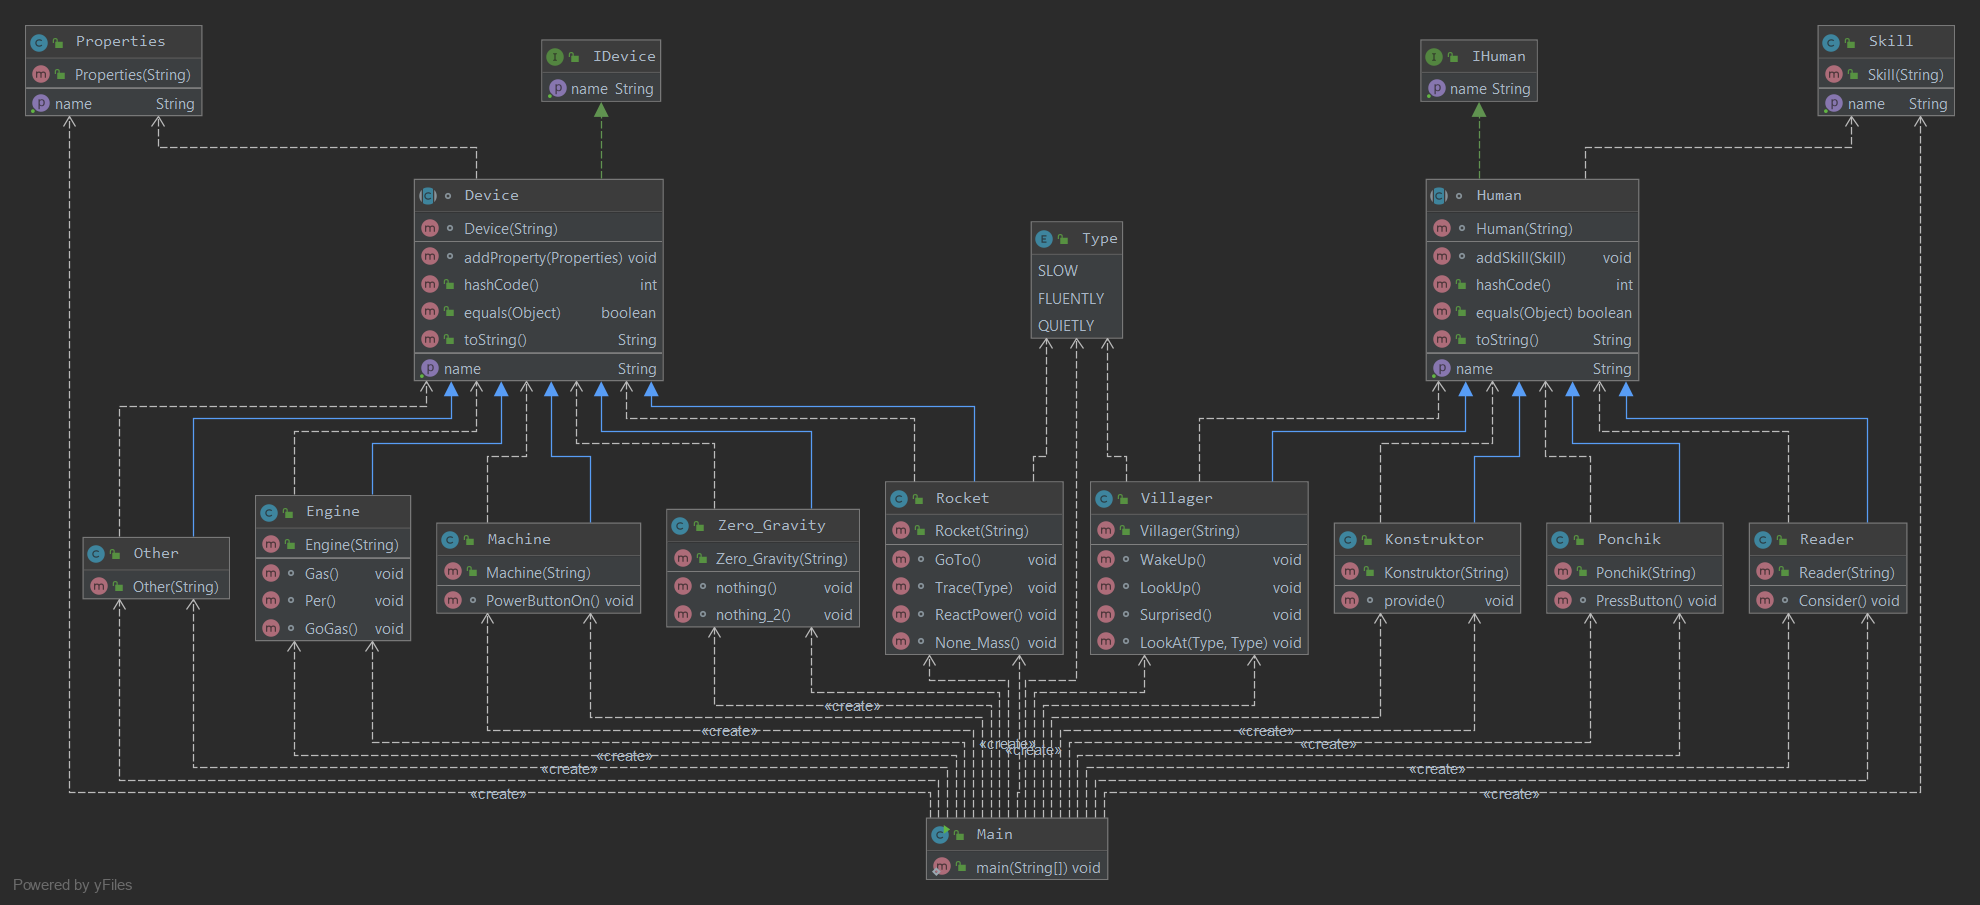 Properties
Properties(String)
name String
IDevice
name String
IHuman
name String
Skill
Skill(String)
name String
Device
Device(String)
addProperty(Properties) void
hashCode() int
equals(Object) boolean
toString() String
name String
Type
SLOW
FLUENTLY
QUIETLY
Human
Human(String)
addSkill(Skill) void
hashCode() int
equals(Object) boolean
toString() String
name String
Other
Other(String)
Engine
Engine(String)
Gas() void
Per() void
GoGas() void
Machine
Machine(String)
PowerButtonOn() void
Zero_Gravity
Zero_Gravity(String)
nothing() void
nothing_2() void
Rocket
Rocket(String)
GoTo() void
Trace(Type) void
ReactPower() void
None_Mass() void
Villager
Villager(String)
WakeUp() void
LookUp() void
Surprised() void
LookAt(Type, Type) void
Konstruktor
Konstruktor(String)
provide() void
Ponchik
Ponchik(String)
PressButton() void
Reader
Reader(String)
Consider() void
«create»
«create»
«create»
«create»
«create»
«create»
«create»
«create»
«create»
«create»
«create»
«create»
Main
main(String[]) void
Powered by yFiles